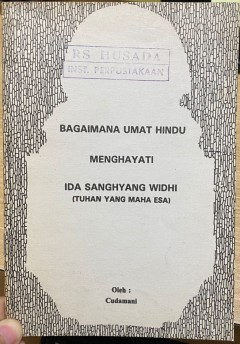 RS HUSADA
INST. PERPUSTAKAAN
BAGAIMANA UMAT HINDU
MENGHAYATI
IDA SANGHYANG WIDHI
(TUHAN YANG MAHA ESA)
Oleh :
Cudamani